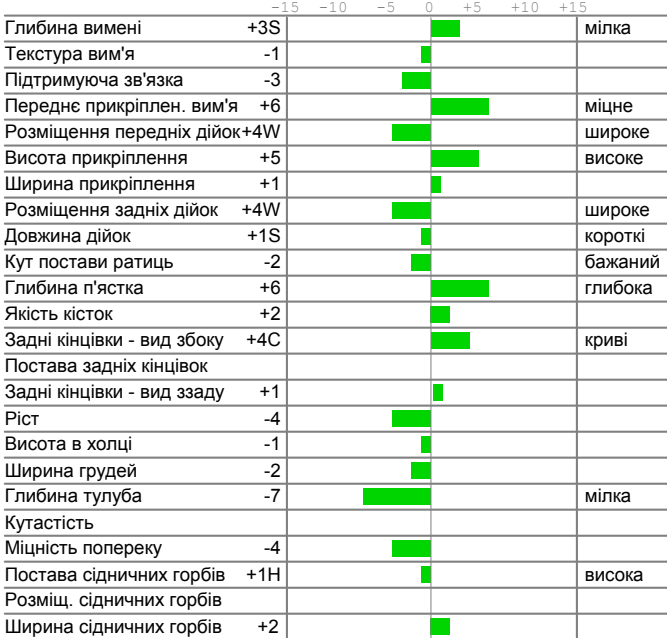 -15 -10 -5 0 +5 +10 +15
Глибина вимені +3S мілка
Текстура вим'я -1
Підтримуюча зв'язка -3
Переднє прикріплен. вим'я +6 міцне
Розміщення передніх дійок+4W широке
Висота прикріплення +5 високе
Ширина прикріплення +1
Розміщення задніх дійок +4W широке
Довжина дійок +1S короткі
Кут постави ратиць -2 бажаний
Глибина п'ястка +6 глибока
Якість кісток +2
Задні кінцівки - вид збоку +4C криві
Постава задніх кінцівок
Задні кінцівки - вид ззаду +1
Ріст -4
Висота в холці -1
Ширина грудей -2
Глибина тулуба -7 мілка
Кутастість
Міцність попереку -4
Постава сідничних горбів +1H висока
Розміщ. сідничних горбів
Ширина сідничних горбів +2